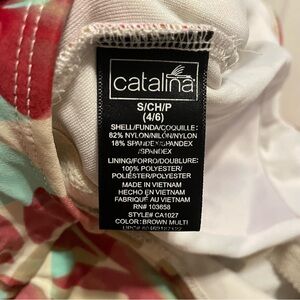 catalina
S/CH/P
(4/6)
SHELL/FUNDA/COQUILLE:
82% NYLON/NILÓN/NYLON
18% SPANDEX/SPANDEX
/SPANDEX
LINING/FORRO/DOUBLURE:
100% POLYESTER/
POLIÉSTER/POLYESTER
MADE IN VIETNAM
HECHO EN VIETNAM
FABRIQUÉ AU VIETNAM
RN# 103658
STYLE# CA1027
COLOR: BROWN MULTI